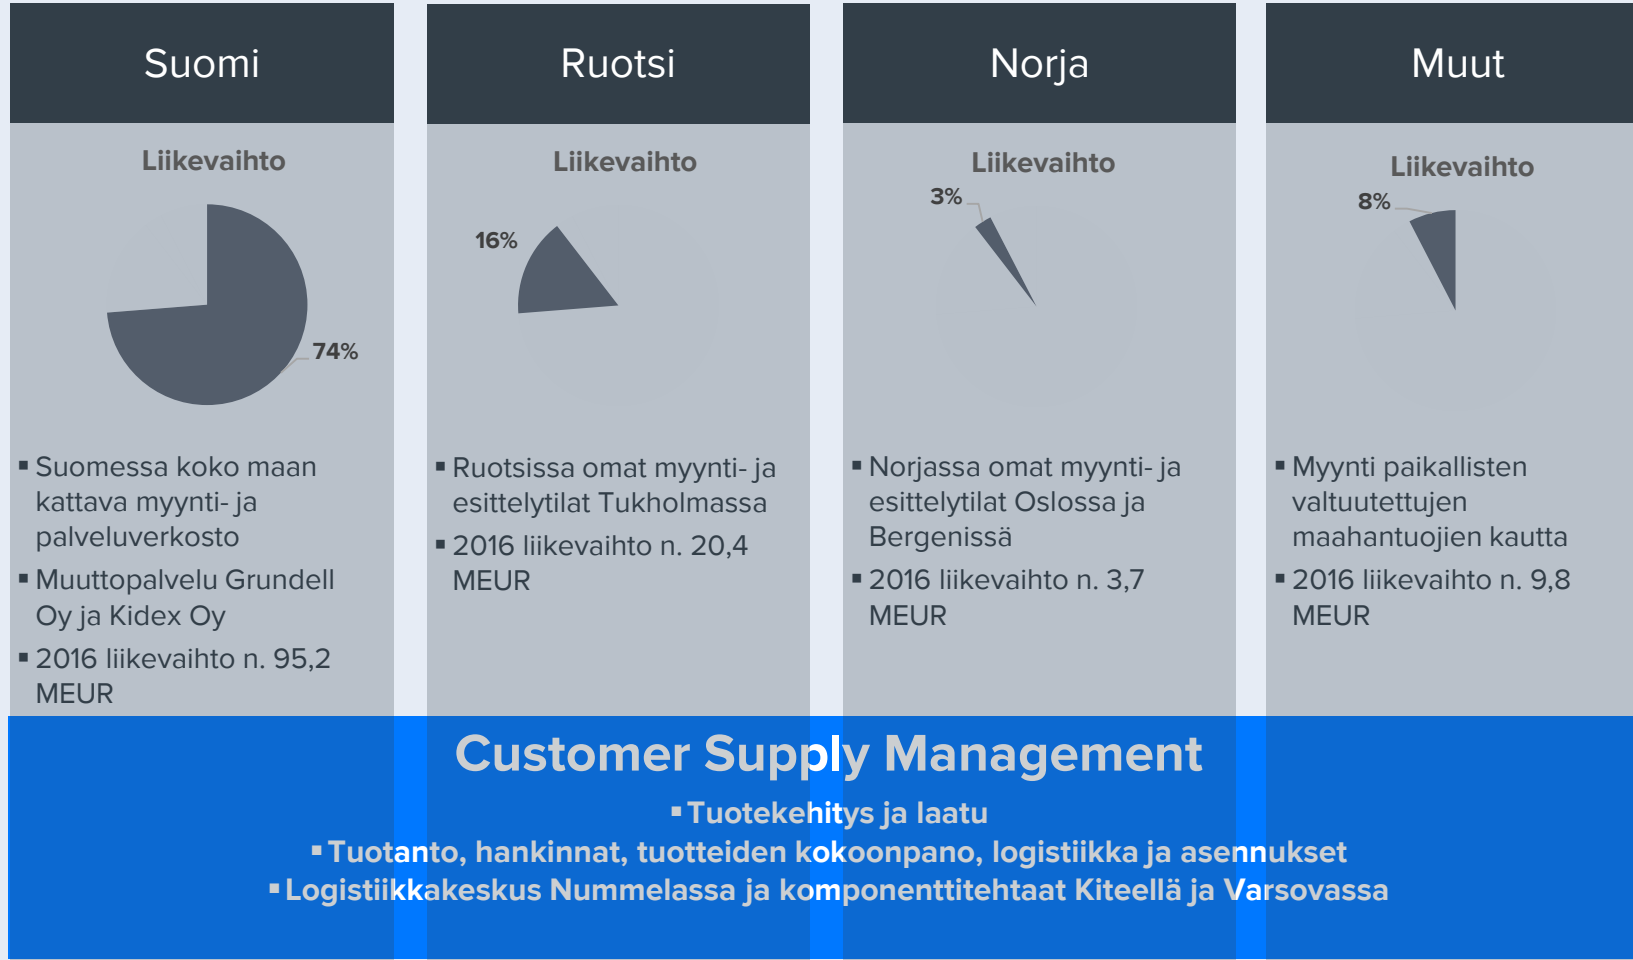 Suomi
Liikevaihto
74%
▪ Suomessa koko maan
kattava myynti- ja
palveluverkosto
▪ Muuttopalvelu Grundell
Oy ja Kidex Oy
▪ 2016 liikevaihto n. 95,2
MEUR
Ruotsi
Liikevaihto
16%
▪ Ruotsissa omat myynti- ja
esittelytilat Tukholmassa
▪ 2016 liikevaihto n. 20,4
MEUR
Norja
Liikevaihto
3%
▪ Norjassa omat myynti- ja
esittelytilat Oslossa ja
Bergenissä
▪ 2016 liikevaihto n. 3,7
MEUR
Muut
Liikevaihto
8%
▪ Myynti paikallisten
valtuutettujen
maahantuojien kautta
▪ 2016 liikevaihto n. 9,8
MEUR
Customer Supply Management
▪ Tuotekehitys ja laatu
▪ Tuotanto, hankinnat, tuotteiden kokoonpano, logistiikka ja asennukset
▪ Logistiikkakeskus Nummelassa ja komponenttitehtaat Kiteellä ja Varsovassa